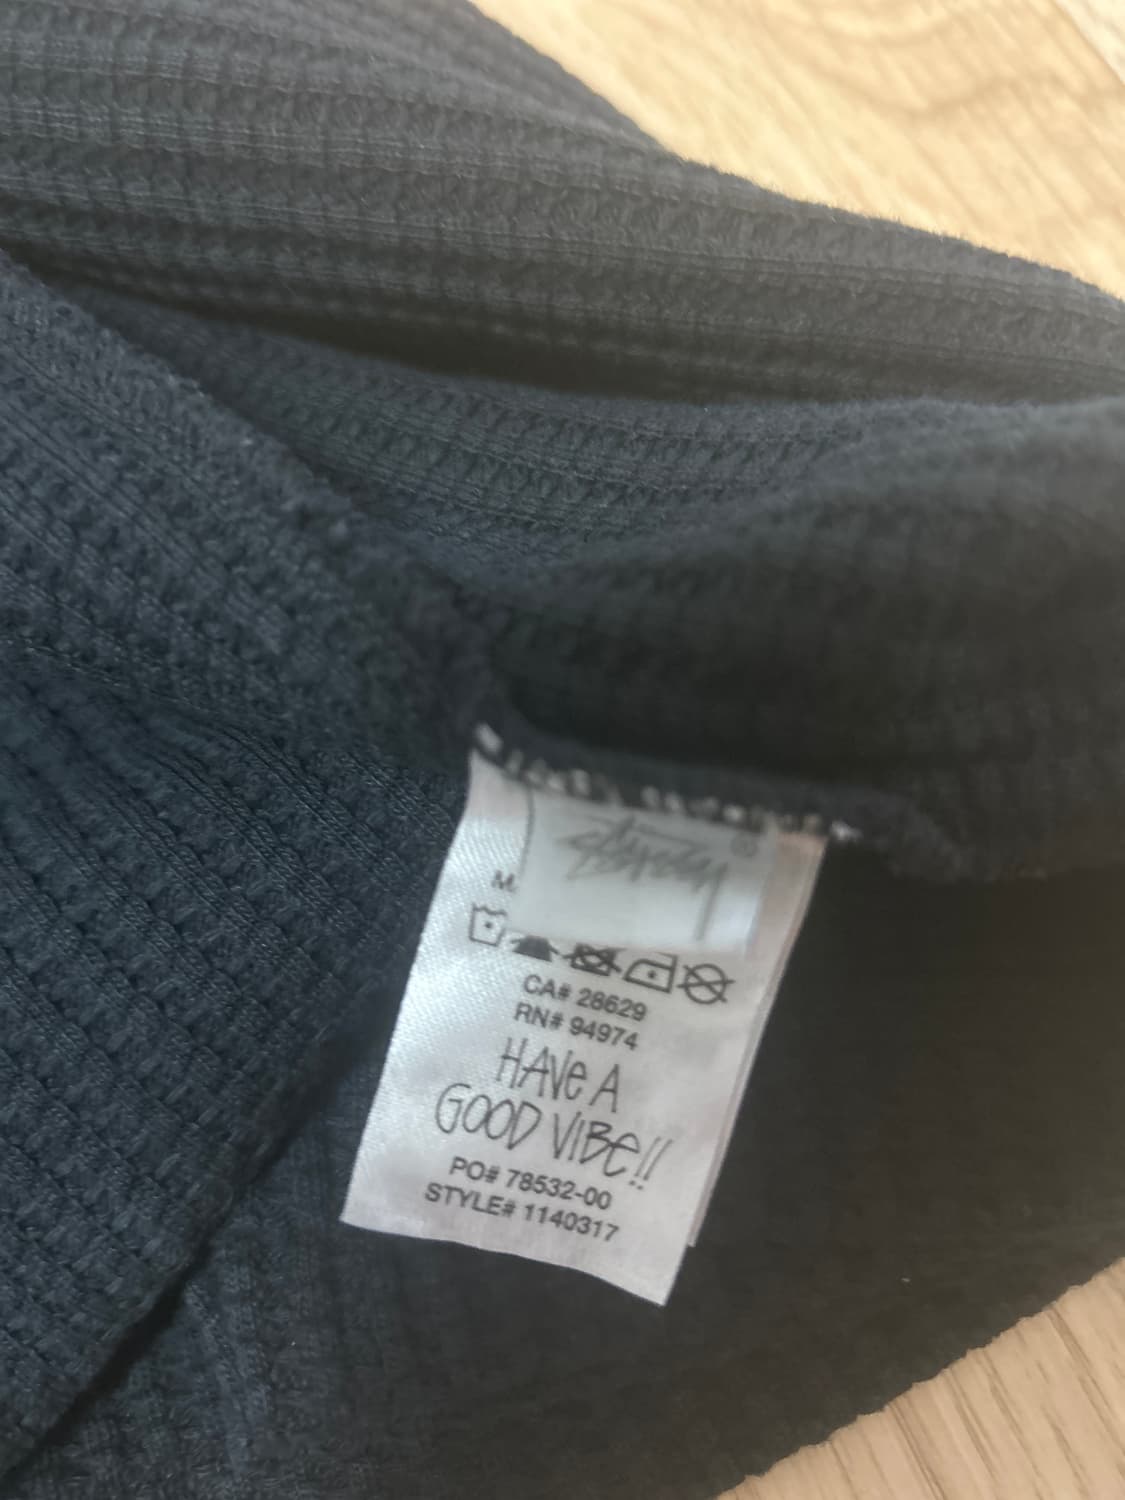 Stüssy ®
M
CA# 28629
RN# 94974
HAVE A
GOOD VIBE!!
PO# 78532-00
STYLE# 1140317